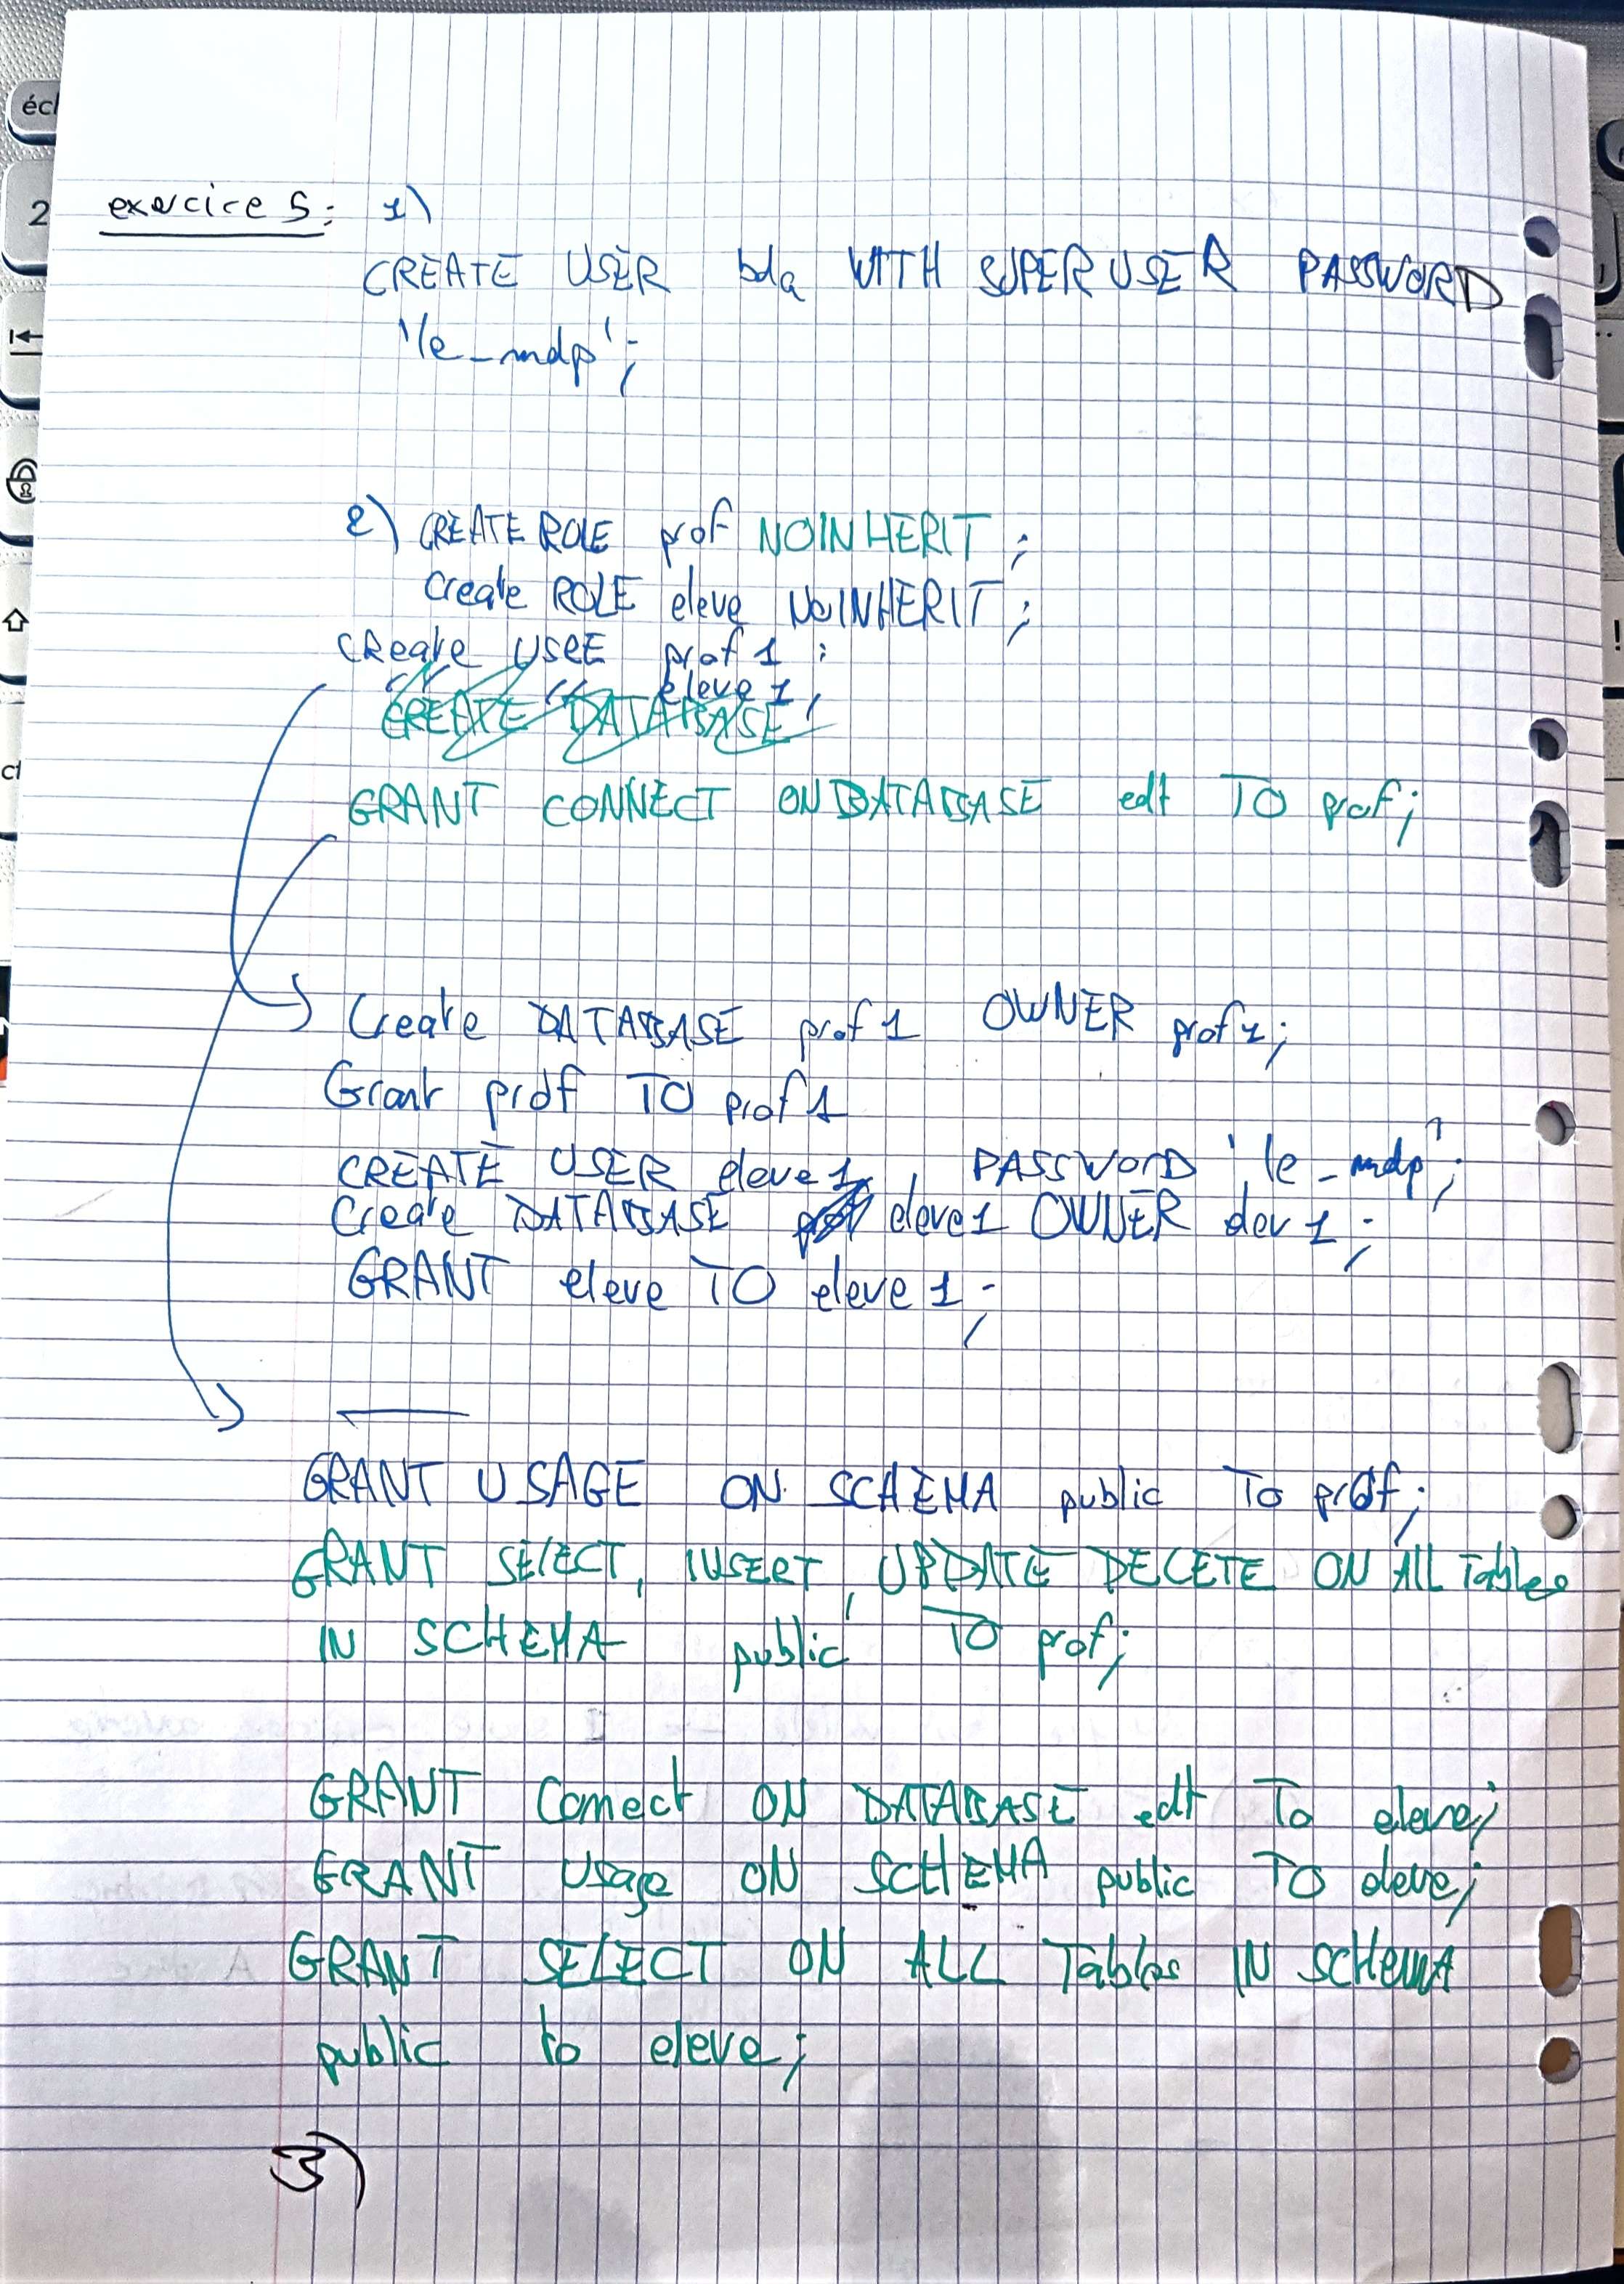 exercice 5: 1)
CREATE USER bda WITH SUPERUSER PASSWORD
'le_mdp';
2) CREATE ROLE prof NOINHERIT ;
Create ROLE eleve NOINHERIT ;
Create USER prof 1 ;
" " eleve 1 ;
CREATE DATABASE
GRANT CONNECT ON DATABASE edt TO prof;
Create DATABASE prof 1 OWNER prof 1;
Grant prof TO prof 1
CREATE USER eleve 1 PASSWORD 'le_mdp';
Create DATABASE eleve 1 OWNER elev 1 ;
GRANT eleve TO eleve 1 ;
GRANT USAGE ON SCHEMA public TO prof;
GRANT SELECT, INSERT, UPDATE DELETE ON All Tables
IN SCHEMA public TO prof;
GRANT Connect ON DATABASE edt To eleve;
GRANT Usage ON SCHEMA public TO eleve;
GRANT SELECT ON ALL Tables IN SCHemA
public to eleve;
3)